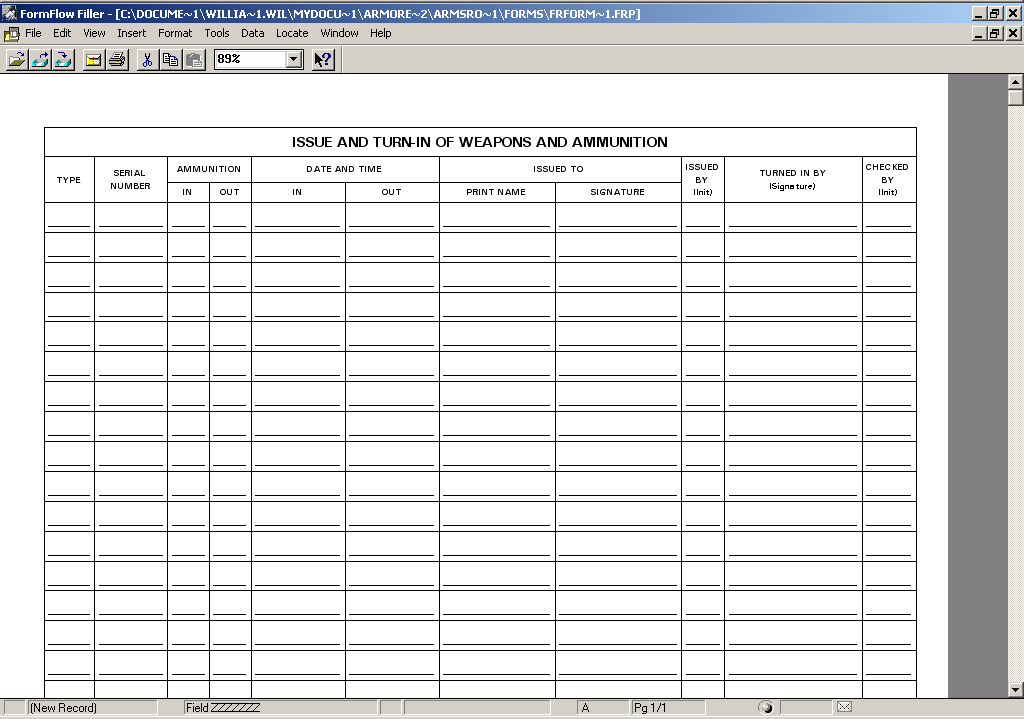 FormFlow Filler - [C:\DOCUME~1\WILLIA~1.WIL\MYDOCU~1\ARMORE~2\ARMSRO~1\FORMS\FRFORM~1.FRP]
File Edit View Insert Format Tools Data Locate Window Help
89%
ISSUE AND TURN-IN OF WEAPONS AND AMMUNITION
TYPE SERIAL NUMBER AMMUNITION DATE AND TIME ISSUED TO ISSUED BY (Init) TURNED IN BY (Signature) CHECKED BY (Init)
IN OUT IN OUT PRINT NAME SIGNATURE
(New Record) Field A Pg 1/1